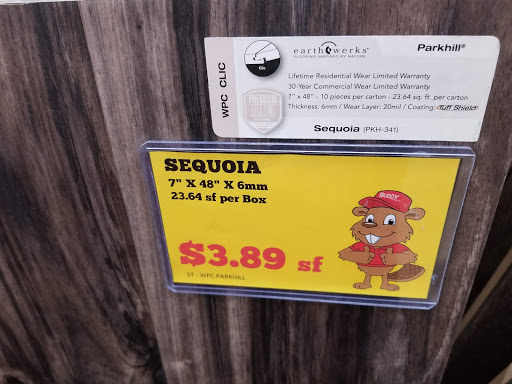 WPC CLIC
Clic
earthwerks®
FLOORING INSPIRED BY NATURE
Parkhill®
Lifetime Residential Wear Limited Warranty
30-Year Commercial Wear Limited Warranty
7" x 48" - 10 pieces per carton - 23.64 sq. ft. per carton
Thickness: 6mm / Wear Layer: 20mil / Coating: Tuff Shield
PREMIUM
Sequoia (PKH-341)
SEQUOIA
7" X 48" X 6mm
23.64 sf per Box
BUDDY
$3.89 sf
ST - WPC PARKHILL